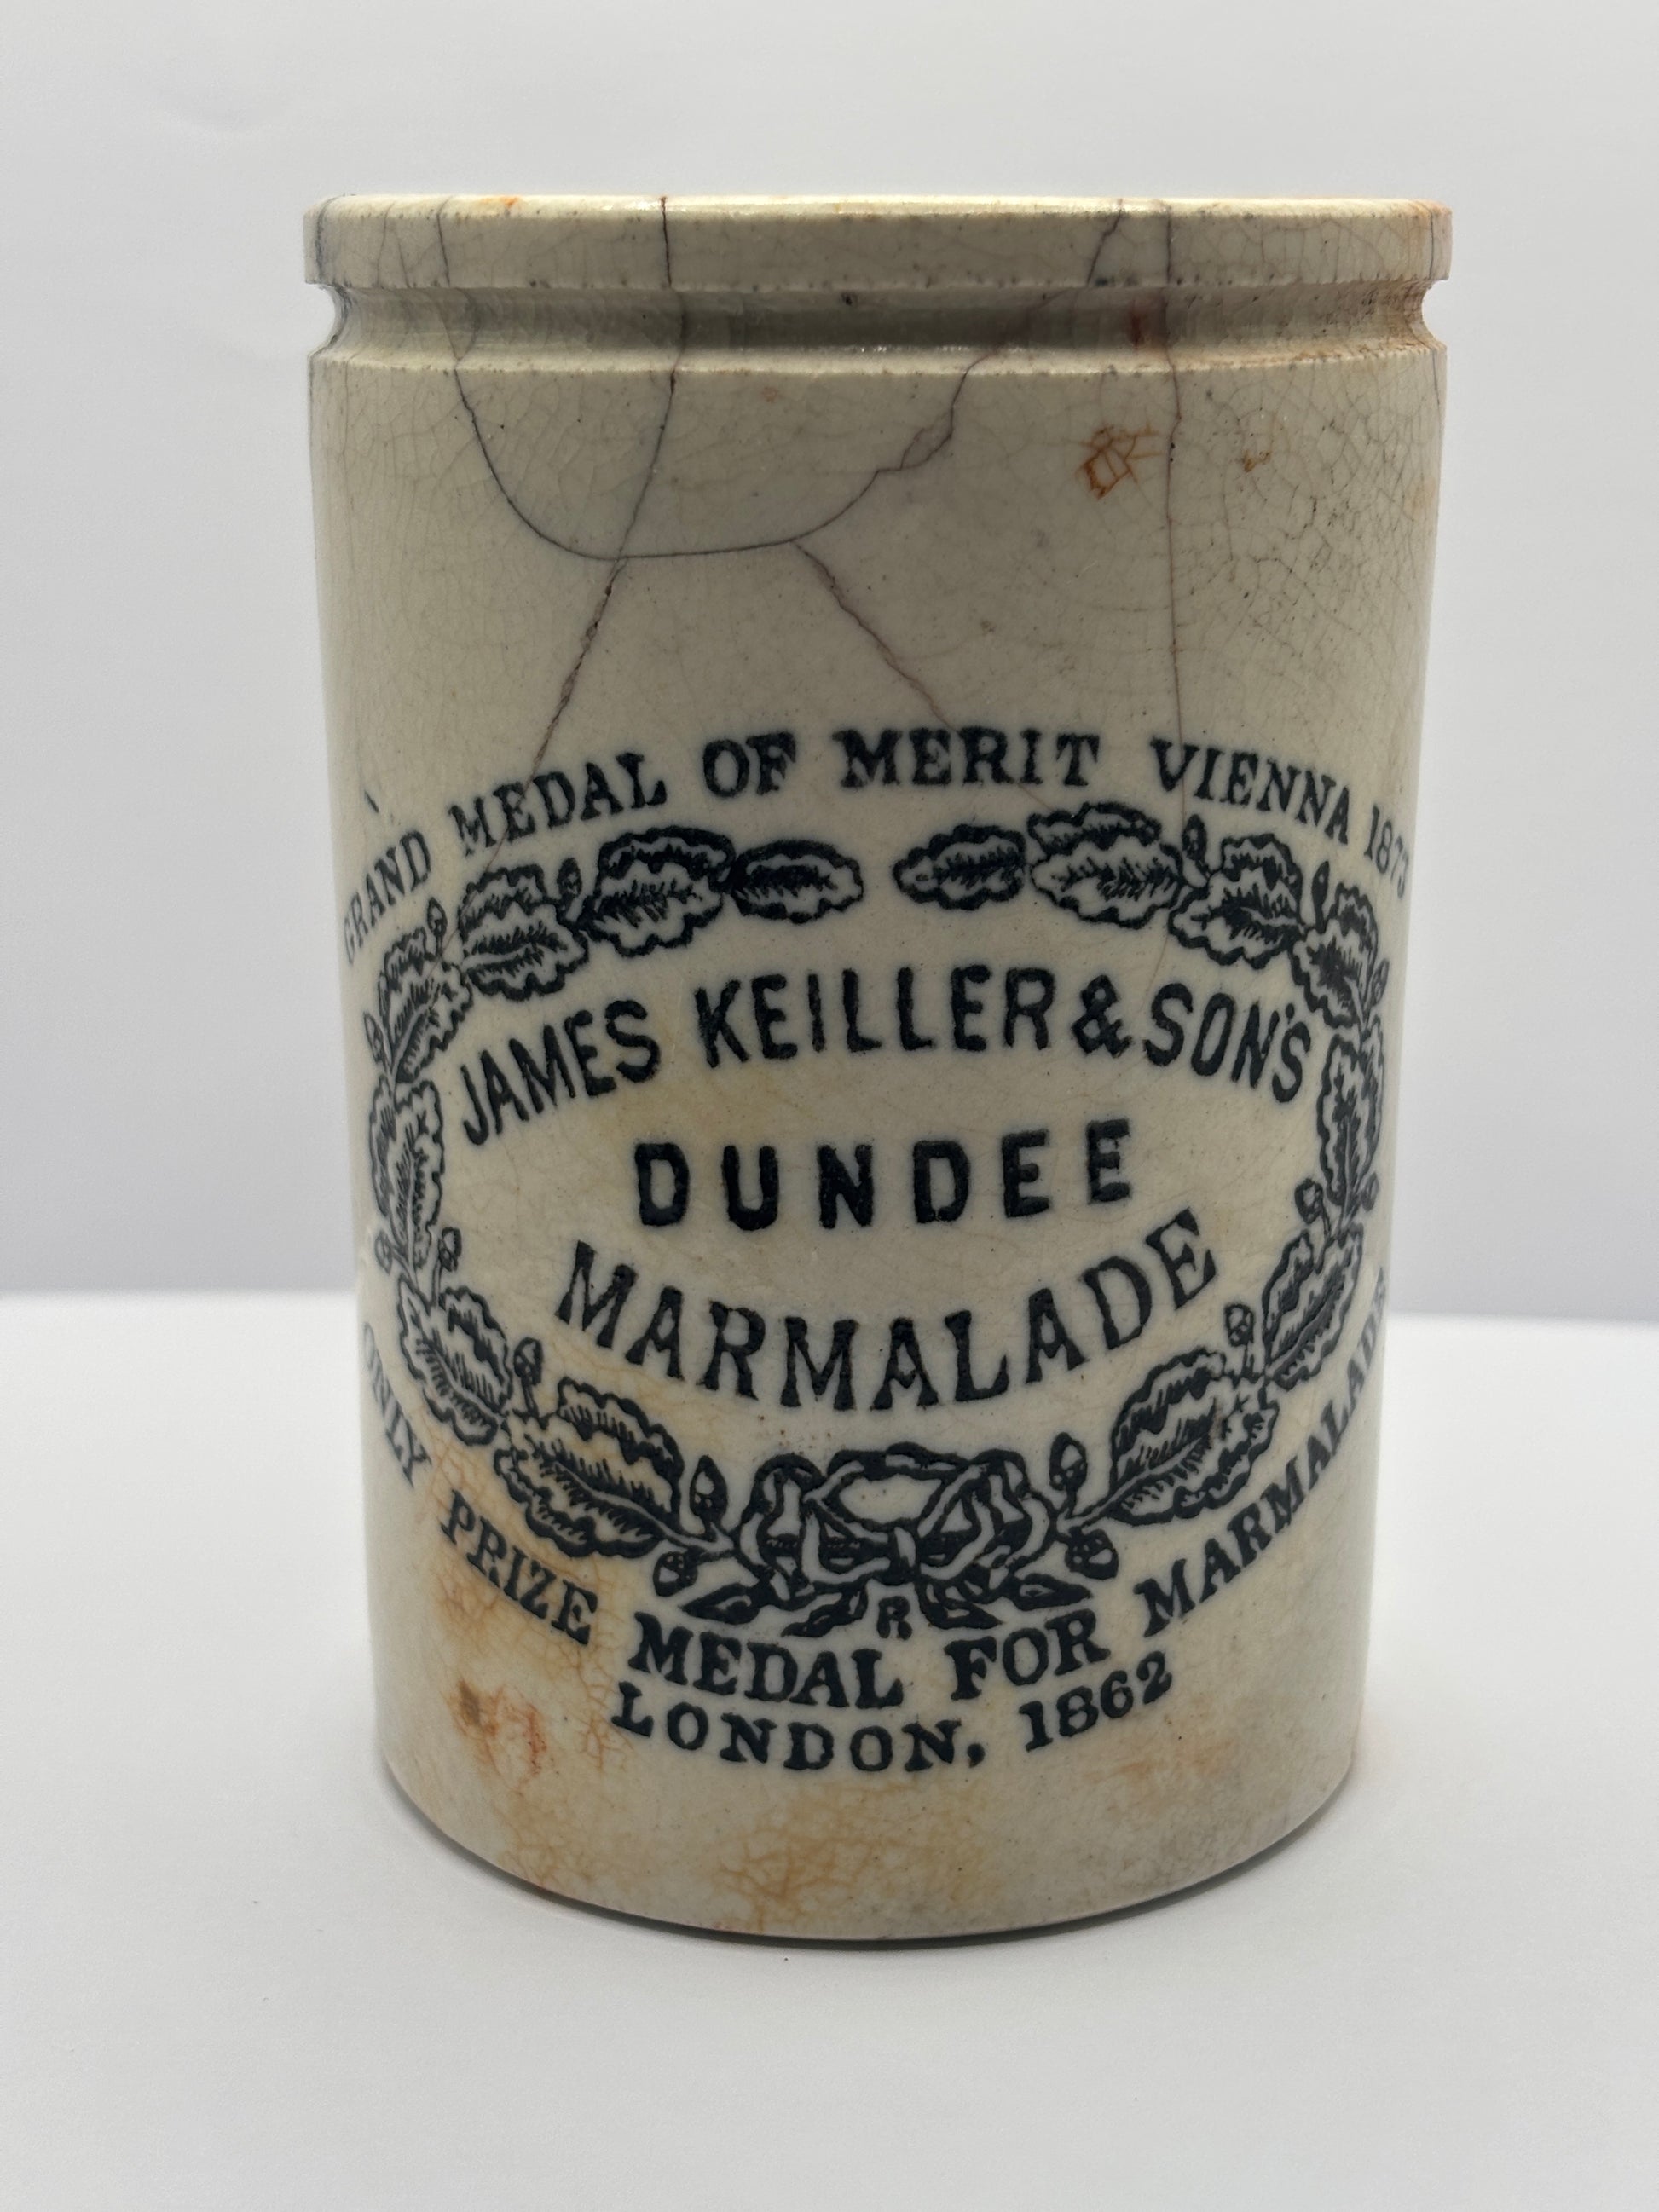 GRAND MEDAL OF MERIT VIENNA 1873
JAMES KEILLER & SON'S
DUNDEE
MARMALADE
R
ONLY PRIZE MEDAL FOR MARMALADE
LONDON, 1862